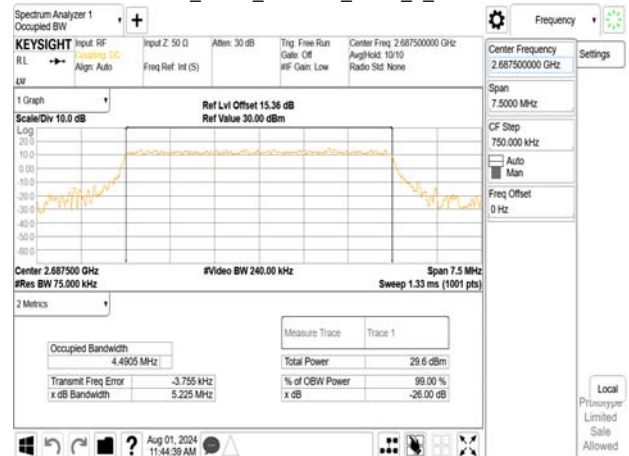 Spectrum Analyzer 1
Occupied BW
Frequency
KEYSIGHT
RL
Input: RF
Coupling: DC
Align: Auto
Input Z: 50 Ω
Freq Ref: Int (S)
Atten: 30 dB
Trig: Free Run
Gate: Off
#IF Gain: Low
Center Freq: 2.687500000 GHz
Avg|Hold: 10/10
Radio Std: None
1 Graph
Scale/Div 10.0 dB
Ref Lvl Offset 15.36 dB
Ref Value 30.00 dBm
Log
20.0
10.0
0.00
-10.0
-20.0
-30.0
-40.0
-50.0
-60.0
Center 2.687500 GHz
#Res BW 75.000 kHz
#Video BW 240.00 kHz
Span 7.5 MHz
Sweep 1.33 ms (1001 pts)
2 Metrics
Occupied Bandwidth
4.4905 MHz
Transmit Freq Error
-3.755 kHz
x dB Bandwidth
5.225 MHz
Measure Trace
Trace 1
Total Power
29.6 dBm
% of OBW Power
99.00 %
x dB
-26.00 dB
Aug 01, 2024
11:44:39 AM
Center Frequency
2.687500000 GHz
Settings
Span
7.5000 MHz
CF Step
750.000 kHz
Auto
Man
Freq Offset
0 Hz
Local
Prototype
Limited
Sale
Allowed